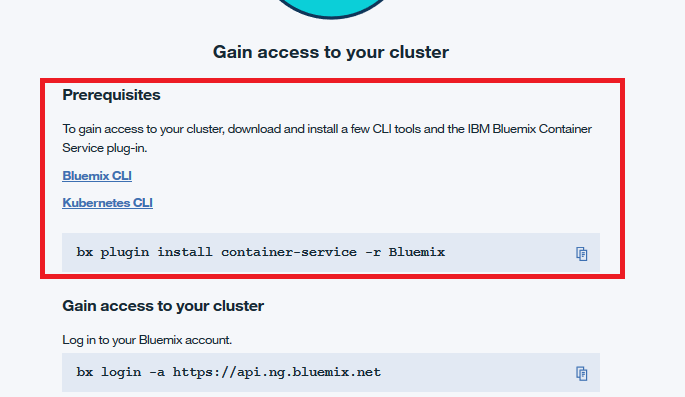 Gain access to your cluster
Prerequisites
To gain access to your cluster, download and install a few CLI tools and the IBM Bluemix Container
Service plug-in.
Bluemix CLI
Kubernetes CLI
bx plugin install container-service -r Bluemix
Gain access to your cluster
Log in to your Bluemix account.
bx login -a https://api.ng.bluemix.net